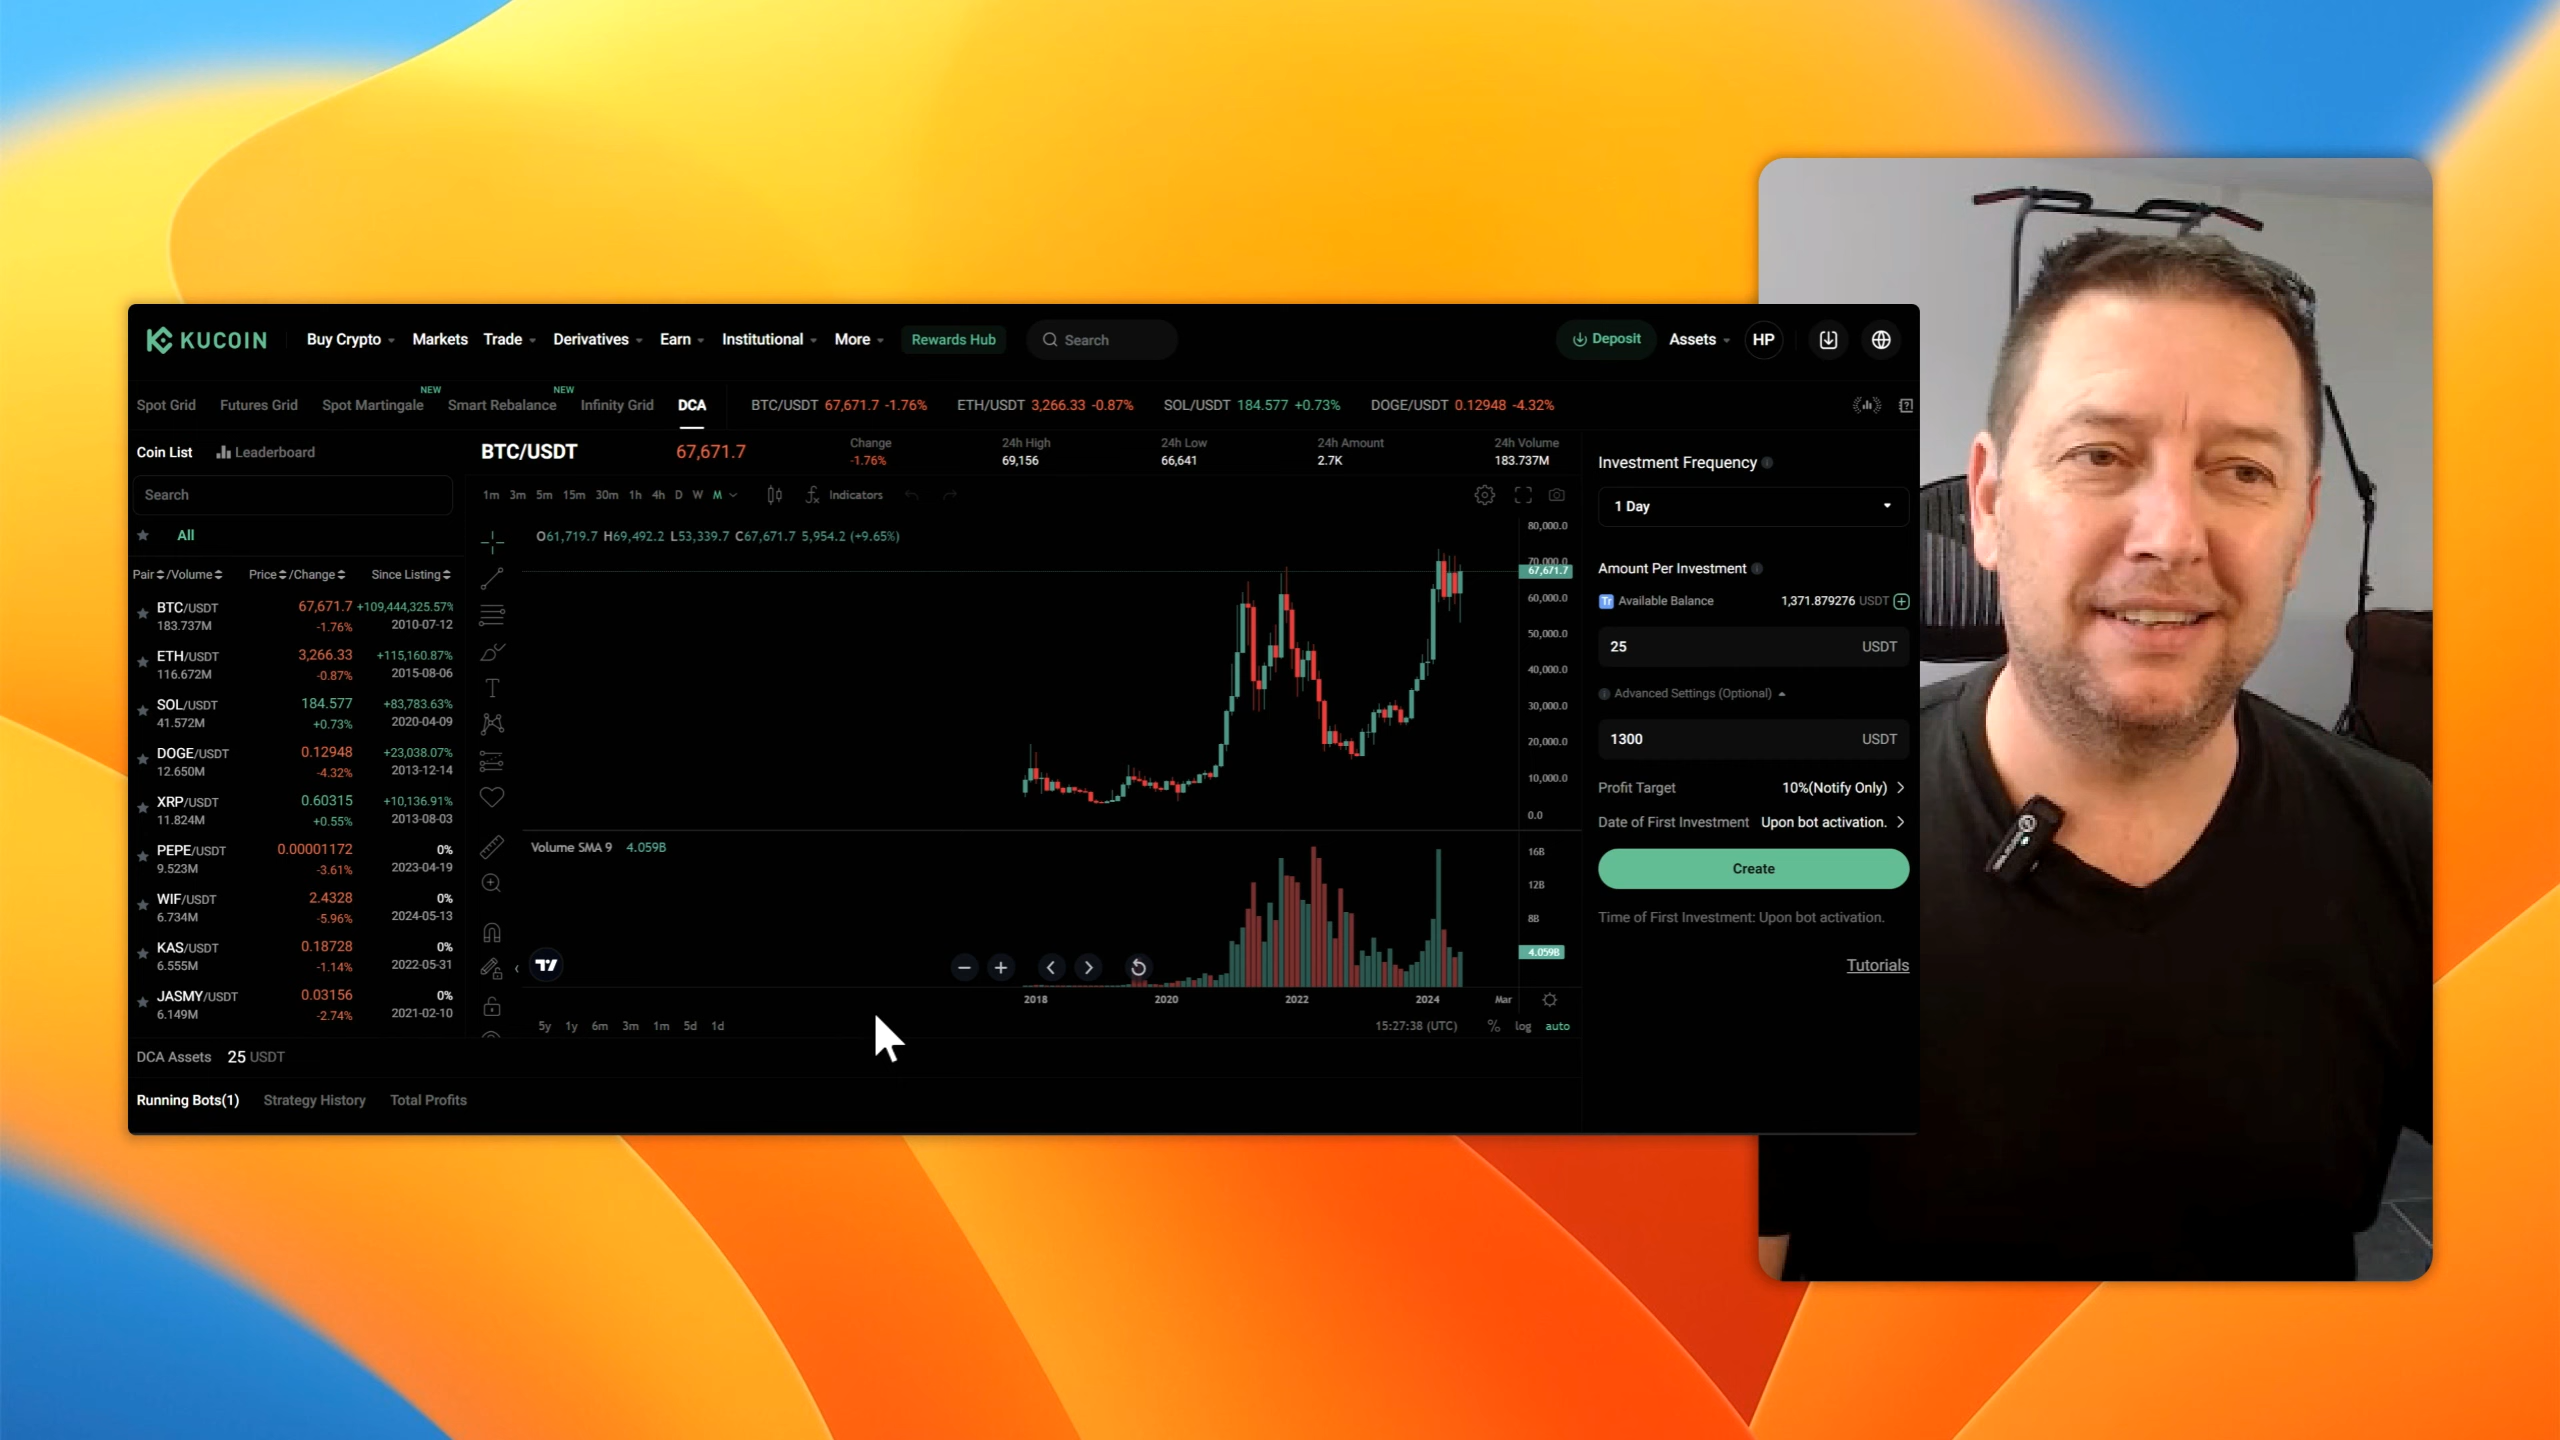 KUCOIN Buy Crypto Markets Trade Derivatives Earn Institutional More Rewards Hub Search Deposit Assets HP
Spot Grid Futures Grid Spot Martingale NEW Smart Rebalance NEW Infinity Grid DCA BTC/USDT 67,671.7 -1.76% ETH/USDT 3,266.33 -0.87% SOL/USDT 184.577 +0.73% DOGE/USDT 0.12948 -4.32%
Coin List Leaderboard
Search
All
Pair/Volume Price/Change Since Listing
BTC/USDT 67,671.7 +109,444,325.57%
183.737M -1.76% 2010-07-12
ETH/USDT 3,266.33 +115,160.87%
116.672M -0.87% 2015-08-06
SOL/USDT 184.577 +83,783.63%
41.572M +0.73% 2020-04-09
DOGE/USDT 0.12948 +23,038.07%
12.650M -4.32% 2013-12-14
XRP/USDT 0.60315 +10,136.91%
11.824M +0.55% 2013-08-03
PEPE/USDT 0.00001172 0%
9.523M -3.61% 2023-04-19
WIF/USDT 2.4328 0%
6.734M -5.96% 2024-05-13
KAS/USDT 0.18728 0%
6.555M -1.14% 2022-05-31
JASMY/USDT 0.03156 0%
6.149M -2.74% 2021-02-10
BTC/USDT 67,671.7
Change 24h High 24h Low 24h Amount 24h Volume
-1.76% 69,156 66,641 2.7K 183.737M
1m 3m 5m 15m 30m 1h 4h D W M Indicators
O61,719.7 H69,492.2 L53,339.7 C67,671.7 5,954.2 (+9.65%)
80,000.0
70,000.0
67,671.7
60,000.0
50,000.0
40,000.0
30,000.0
20,000.0
10,000.0
0.0
Volume SMA 9 4.059B
16B
12B
8B
4.059B
2018 2020 2022 2024 Mar
5y 1y 6m 3m 1m 5d 1d 15:27:38 (UTC) % log auto
Investment Frequency
1 Day
Amount Per Investment
Available Balance 1,371.879276 USDT
25 USDT
Advanced Settings (Optional)
1300 USDT
Profit Target 10%(Notify Only)
Date of First Investment Upon bot activation.
Create
Time of First Investment: Upon bot activation.
Tutorials
DCA Assets 25 USDT
Running Bots(1) Strategy History Total Profits